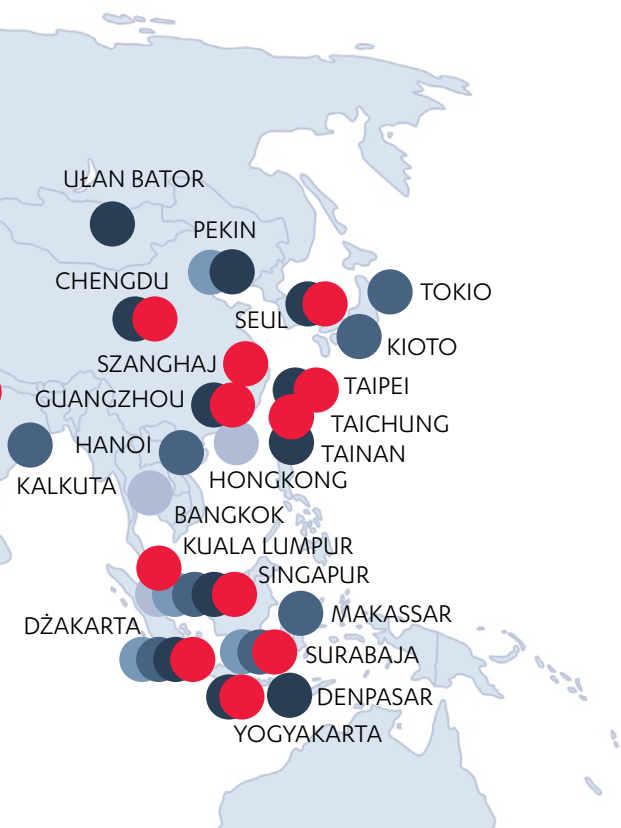 UŁAN BATOR
PEKIN
CHENGDU
TOKIO
SEUL
KIOTO
SZANGHAJ
TAIPEI
GUANGZHOU
TAICHUNG
HANOI
TAINAN
HONGKONG
KALKUTA
BANGKOK
KUALA LUMPUR
SINGAPUR
MAKASSAR
DŻAKARTA
SURABAJA
DENPASAR
YOGYAKARTA